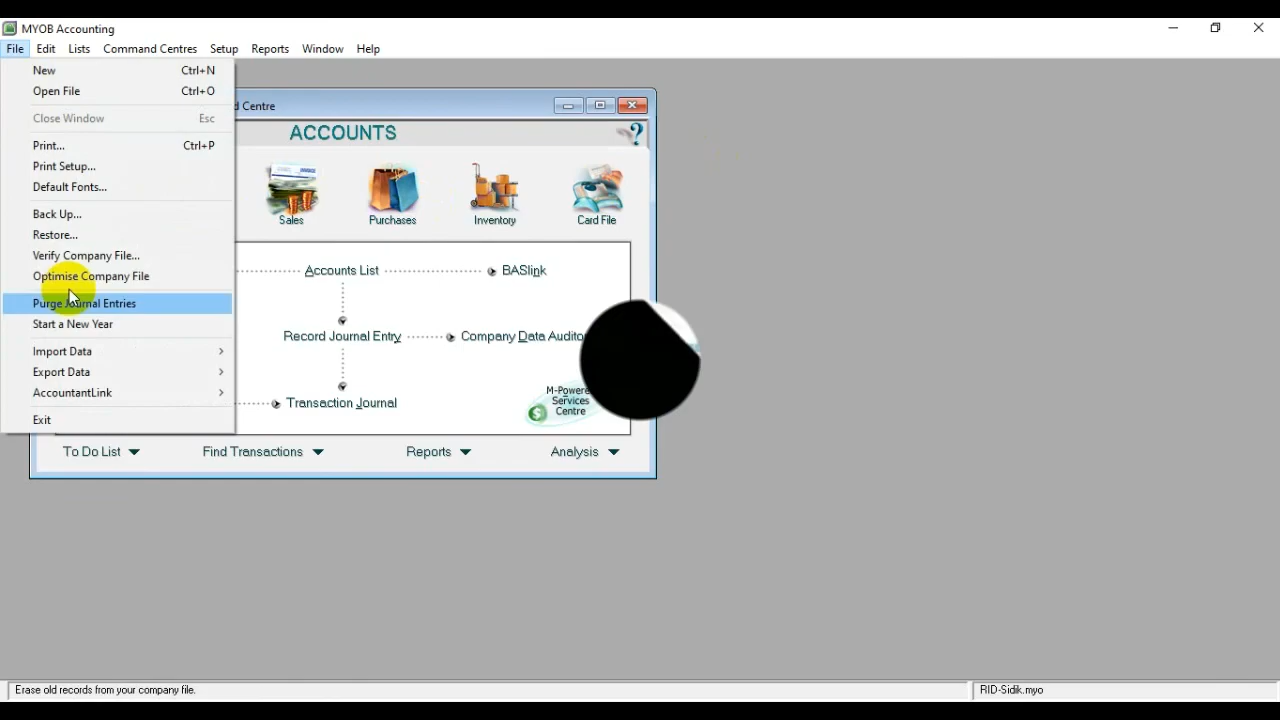 MYOB Accounting
File Edit Lists Command Centres Setup Reports Window Help
New Ctrl+N
Open File Ctrl+O
Close Window Esc
Print... Ctrl+P
Print Setup...
Default Fonts...
Back Up...
Restore...
Verify Company File...
Optimise Company File
Purge Journal Entries
Start a New Year
Import Data
Export Data
AccountantLink
Exit
d Centre
ACCOUNTS
Sales Purchases Inventory Card File
Accounts List BASlink
Record Journal Entry Company Data Audito
Transaction Journal
M-Powere
Services
Centre
To Do List Find Transactions Reports Analysis
Erase old records from your company file. RID-Sidik.myo